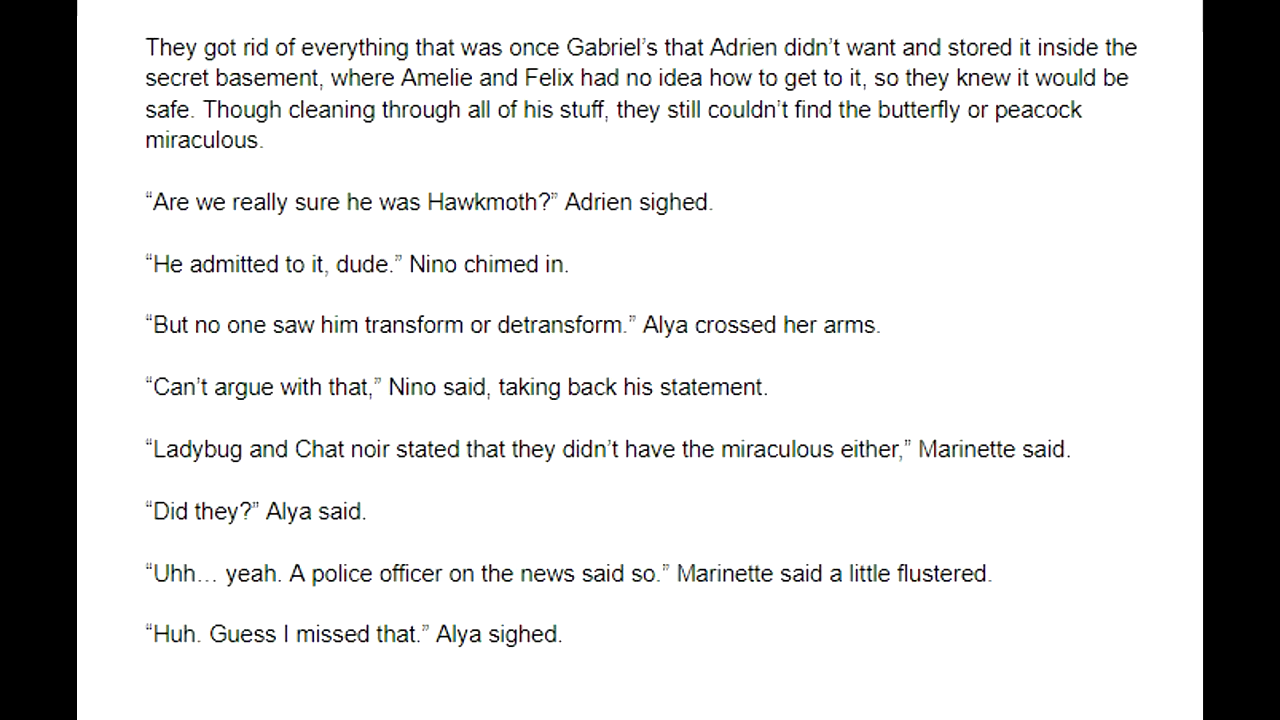 They got rid of everything that was once Gabriel’s that Adrien didn’t want and stored it inside the
secret basement, where Amelie and Felix had no idea how to get to it, so they knew it would be
safe. Though cleaning through all of his stuff, they still couldn’t find the butterfly or peacock
miraculous.
“Are we really sure he was Hawkmoth?” Adrien sighed.
“He admitted to it, dude.” Nino chimed in.
“But no one saw him transform or detransform.” Alya crossed her arms.
“Can’t argue with that,” Nino said, taking back his statement.
“Ladybug and Chat noir stated that they didn’t have the miraculous either,” Marinette said.
“Did they?” Alya said.
“Uhh… yeah. A police officer on the news said so.” Marinette said a little flustered.
“Huh. Guess I missed that.” Alya sighed.